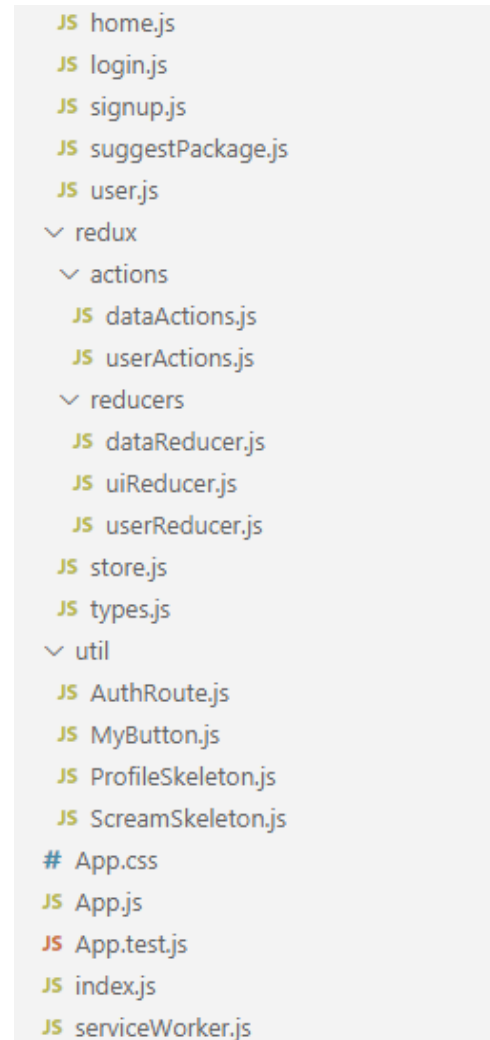 JS home.js
JS login.js
JS signup.js
JS suggestPackage.js
JS user.js
redux
actions
JS dataActions.js
JS userActions.js
reducers
JS dataReducer.js
JS uiReducer.js
JS userReducer.js
JS store.js
JS types.js
util
JS AuthRoute.js
JS MyButton.js
JS ProfileSkeleton.js
JS ScreamSkeleton.js
# App.css
JS App.js
JS App.test.js
JS index.js
JS serviceWorker.js